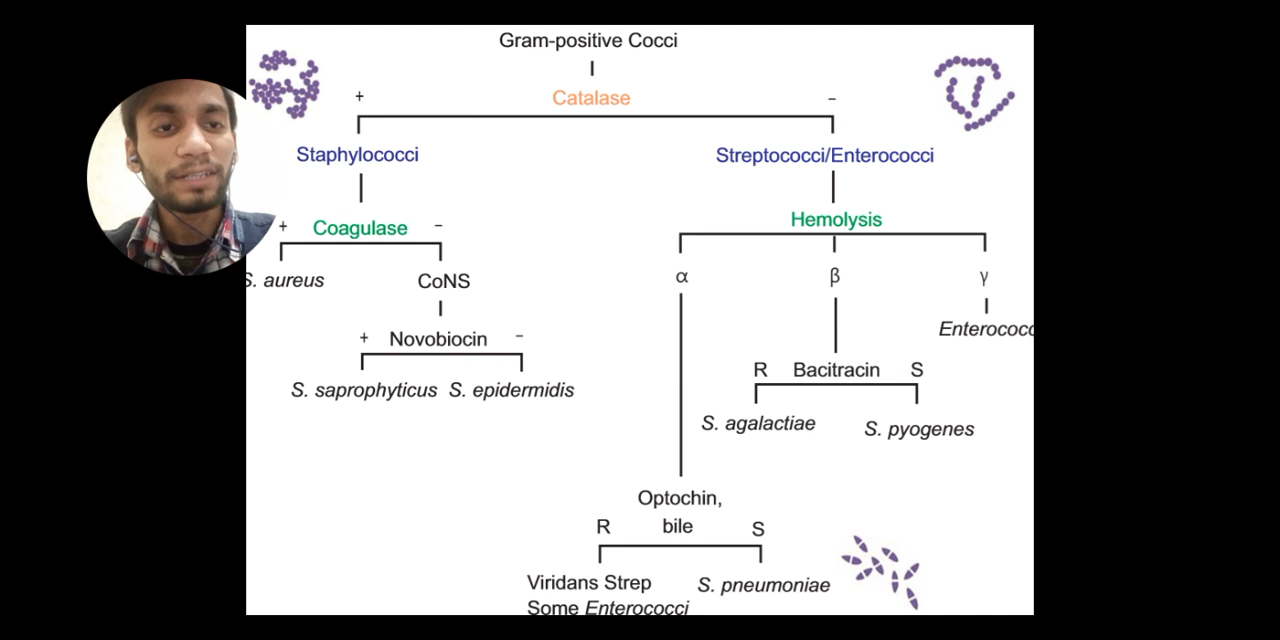 Gram-positive Cocci
+ Catalase –
Staphylococci Streptococci/Enterococci
+ Coagulase – Hemolysis
S. aureus CoNS α β γ
+ Novobiocin – Enterococc
S. saprophyticus S. epidermidis R Bacitracin S
S. agalactiae S. pyogenes
Optochin,
R bile S
Viridans Strep S. pneumoniae
Some Enterococci